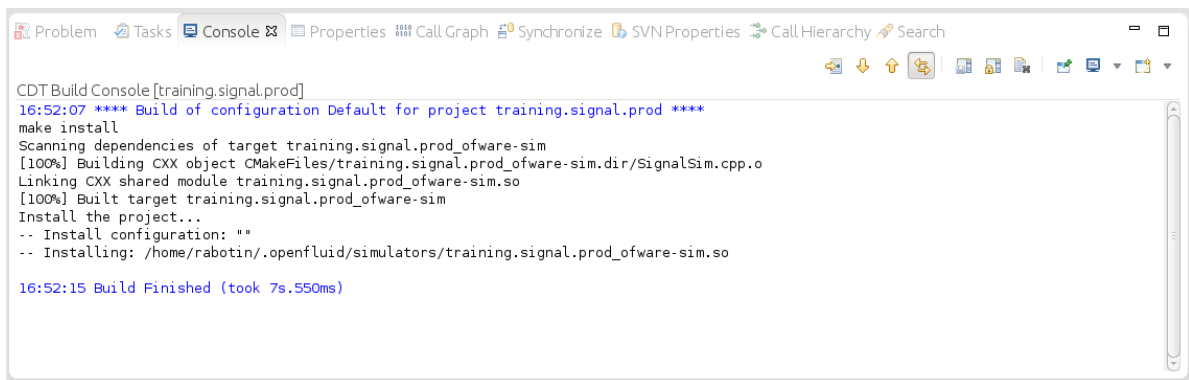 Problem Tasks Console Properties Call Graph Synchronize SVN Properties Call Hierarchy Search
CDT Build Console [training.signal.prod]
16:52:07 **** Build of configuration Default for project training.signal.prod ****
make install
Scanning dependencies of target training.signal.prod_ofware-sim
[100%] Building CXX object CMakeFiles/training.signal.prod_ofware-sim.dir/SignalSim.cpp.o
Linking CXX shared module training.signal.prod_ofware-sim.so
[100%] Built target training.signal.prod_ofware-sim
Install the project...
-- Install configuration: ""
-- Installing: /home/rabotin/.openfluid/simulators/training.signal.prod_ofware-sim.so
16:52:15 Build Finished (took 7s.550ms)